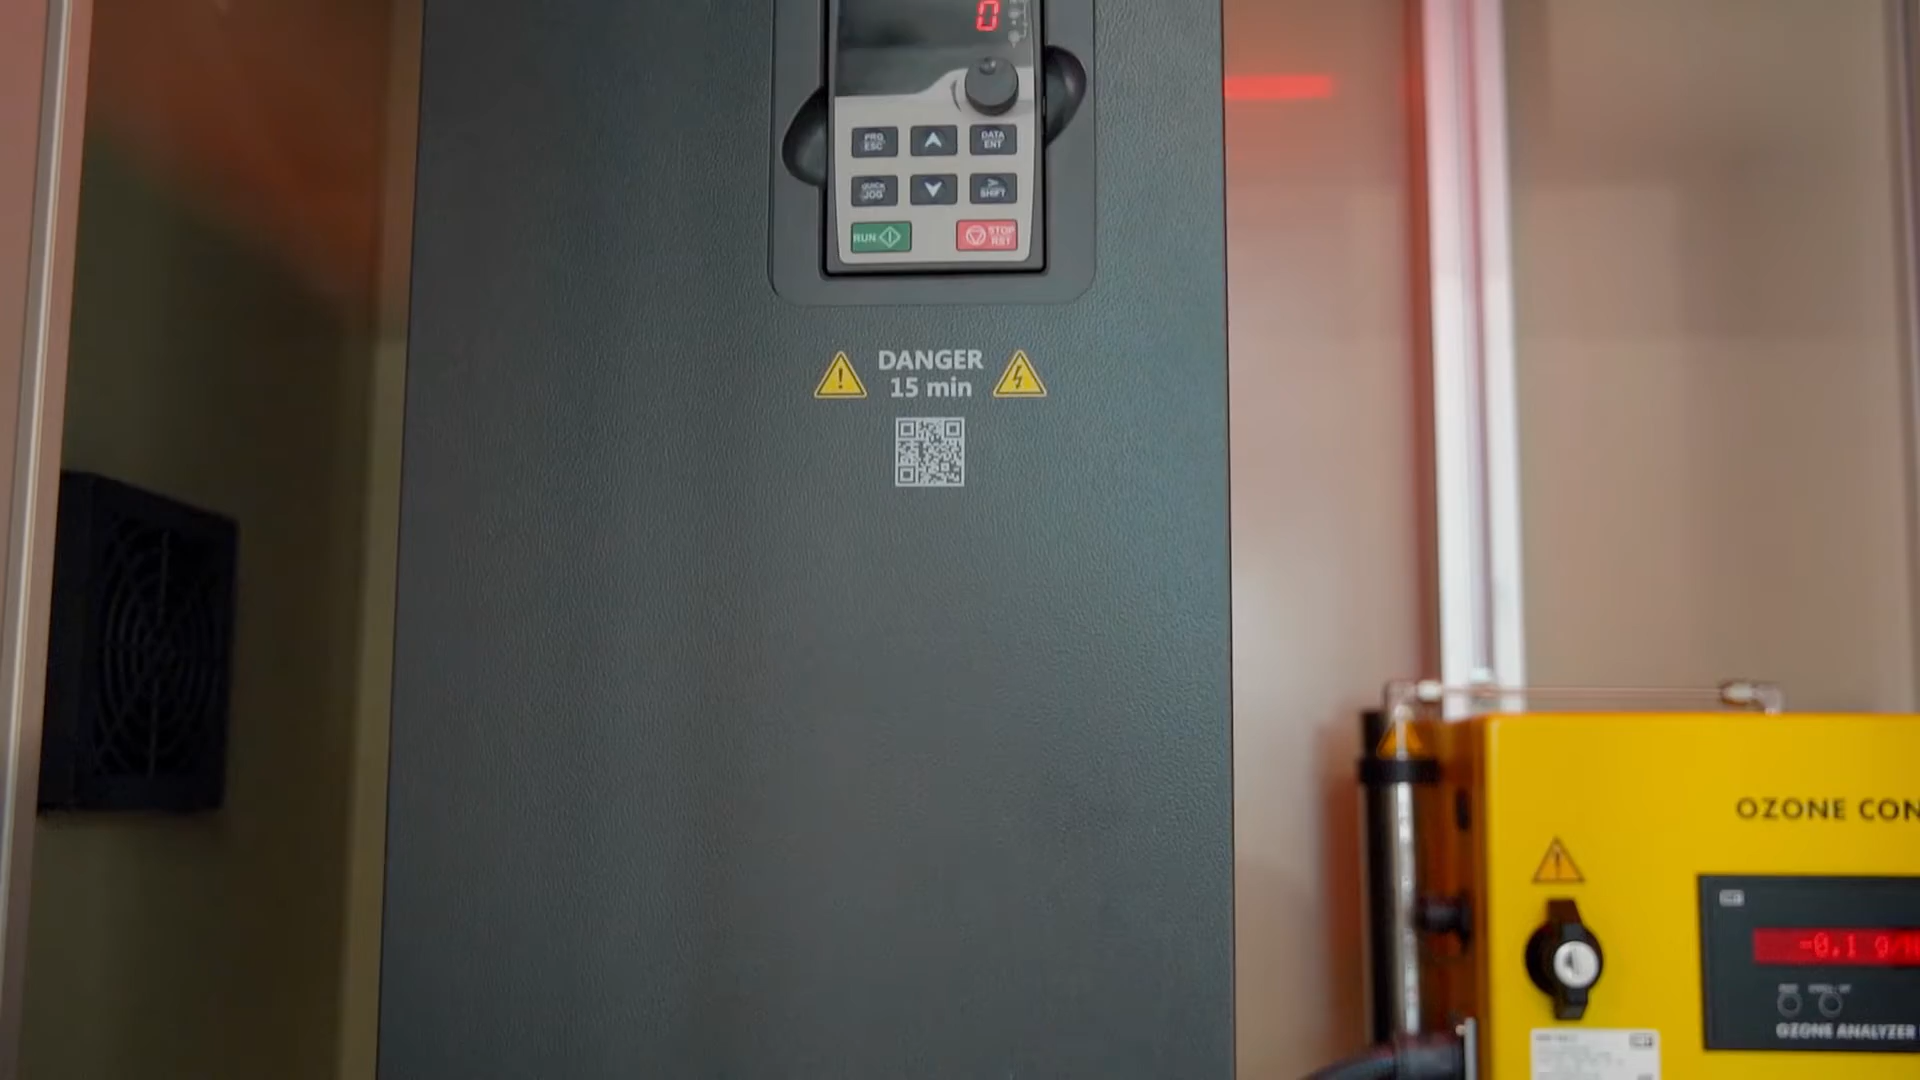 0
PRG
ESC
DATA
ENT
QUICK
JOG
SHIFT
RUN
STOP
RST
DANGER
15 min
OZONE CON
-0.1 g/
OZONE ANALYZER